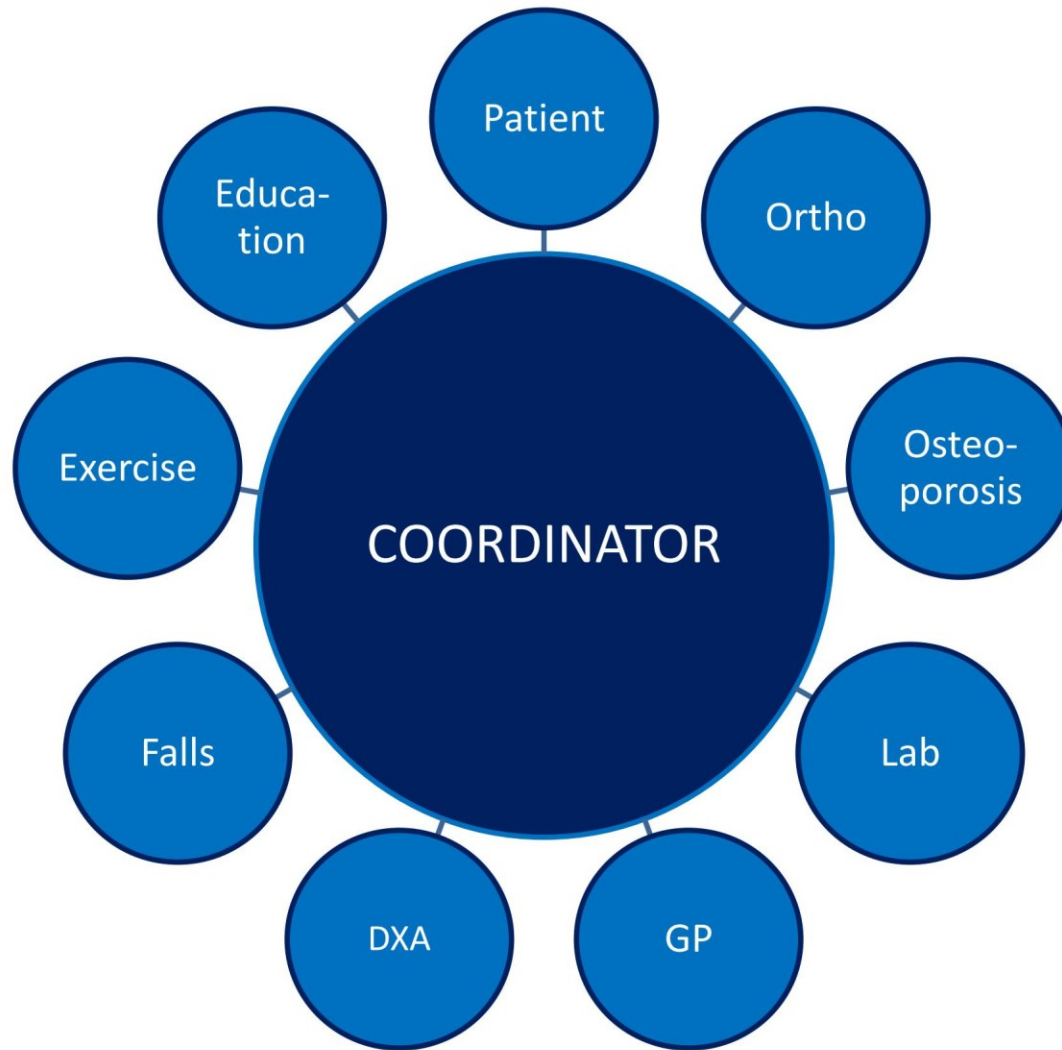 Patient
Ortho
Osteo-
porosis
Lab
GP
DXA
Falls
Exercise
Educa-
tion
COORDINATOR